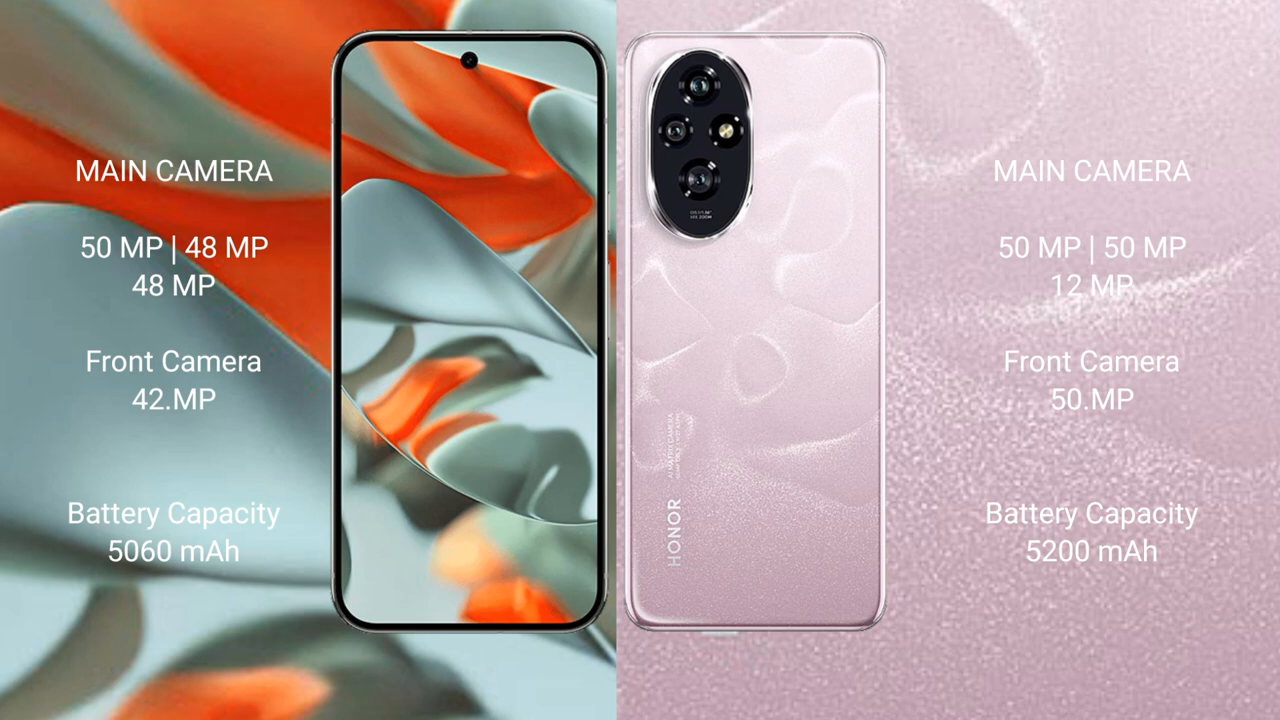 MAIN CAMERA
50 MP | 48 MP
48 MP
Front Camera
42.MP
Battery Capacity
5060 mAh
HONOR
MAIN CAMERA
50 MP | 50 MP
12 MP
Front Camera
50.MP
Battery Capacity
5200 mAh